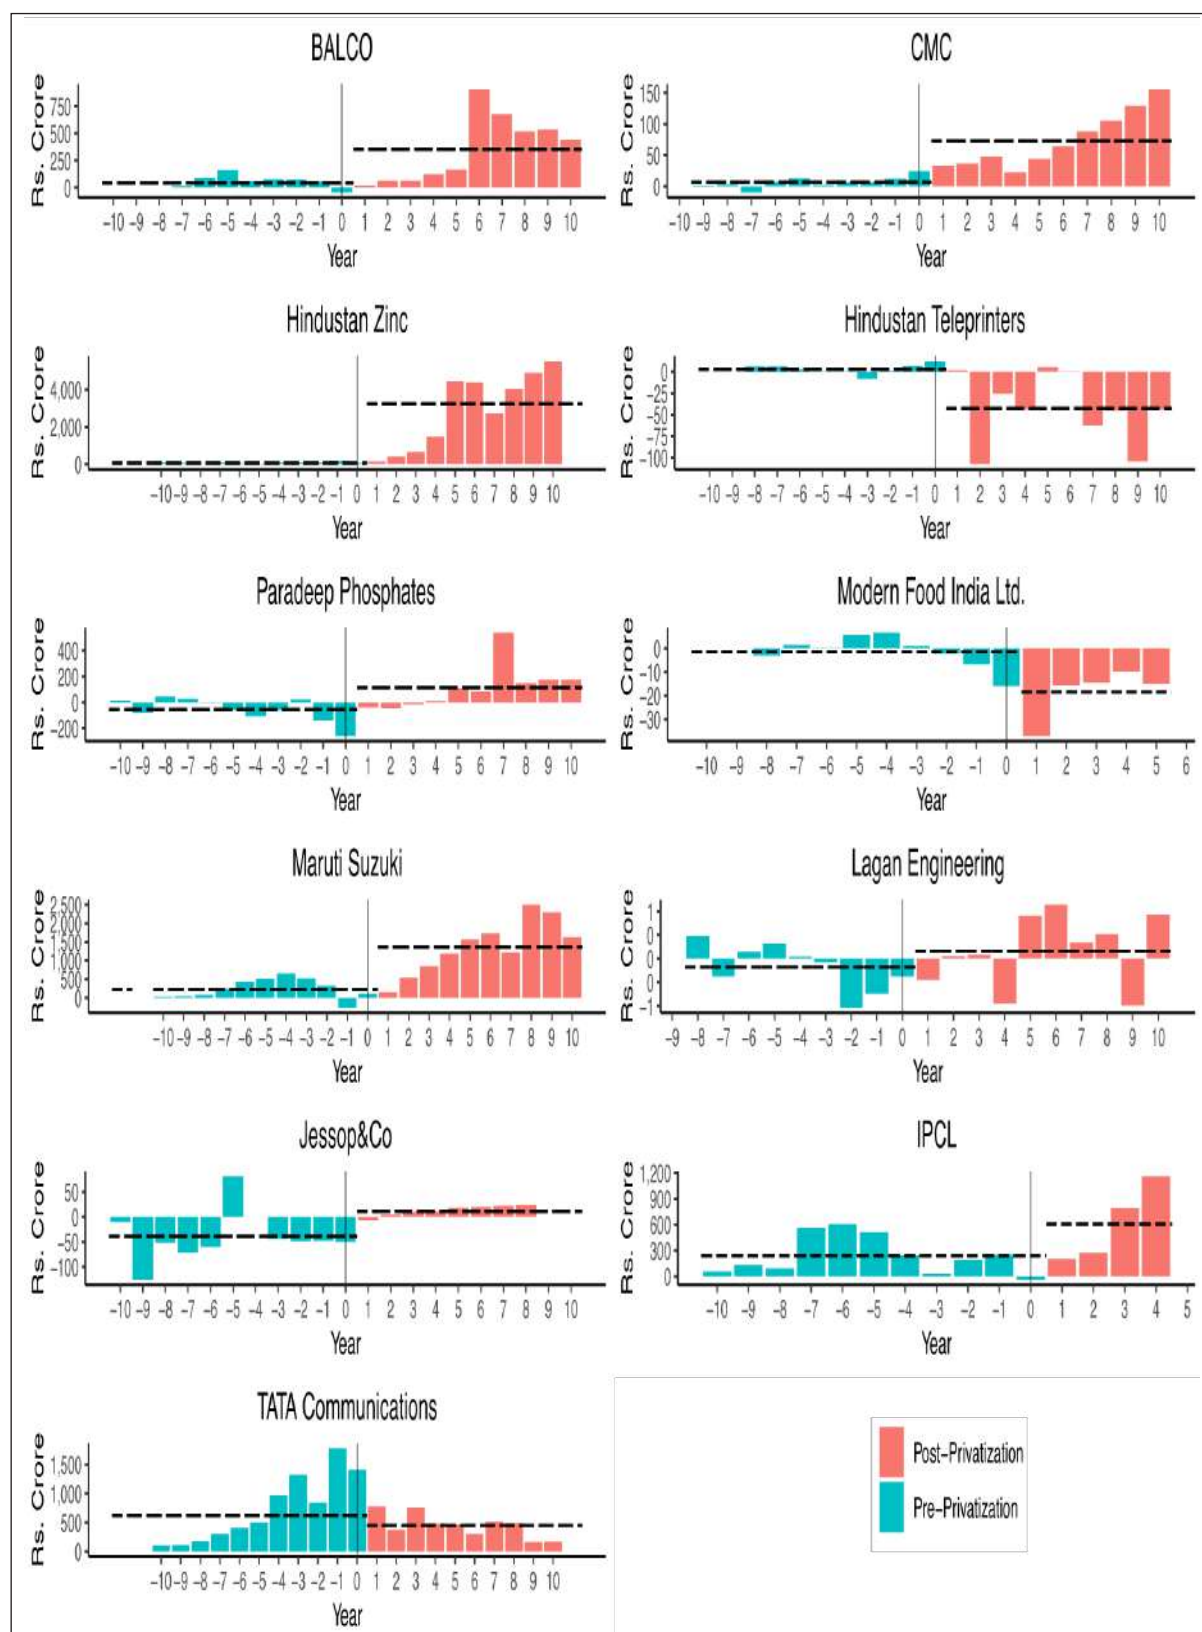 BALCO
Rs. Crore
750
500
250
0
-10 -9 -8 -7 -6 -5 -4 -3 -2 -1 0 1 2 3 4 5 6 7 8 9 10
Year
CMC
Rs. Crore
150
100
50
0
-10 -9 -8 -7 -6 -5 -4 -3 -2 -1 0 1 2 3 4 5 6 7 8 9 10
Year
Hindustan Zinc
Rs. Crore
4,000
2,000
0
-10 -9 -8 -7 -6 -5 -4 -3 -2 -1 0 1 2 3 4 5 6 7 8 9 10
Year
Hindustan Teleprinters
Rs. Crore
0
-25
-50
-75
-100
-10 -9 -8 -7 -6 -5 -4 -3 -2 -1 0 1 2 3 4 5 6 7 8 9 10
Year
Paradeep Phosphates
Rs. Crore
400
200
0
-200
-10 -9 -8 -7 -6 -5 -4 -3 -2 -1 0 1 2 3 4 5 6 7 8 9 10
Year
Modern Food India Ltd.
Rs. Crore
0
-10
-20
-30
-10 -9 -8 -7 -6 -5 -4 -3 -2 -1 0 1 2 3 4 5 6
Year
Maruti Suzuki
Rs. Crore
2,500
2,000
1,500
1,000
500
0
-10 -9 -8 -7 -6 -5 -4 -3 -2 -1 0 1 2 3 4 5 6 7 8 9 10
Year
Lagan Engineering
Rs. Crore
1
0
0
0
-1
-9 -8 -7 -6 -5 -4 -3 -2 -1 0 1 2 3 4 5 6 7 8 9 10
Year
Jessop&Co
Rs. Crore
50
0
-50
-100
-10 -9 -8 -7 -6 -5 -4 -3 -2 -1 0 1 2 3 4 5 6 7 8 9 10
Year
IPCL
Rs. Crore
1,200
900
600
300
0
-10 -9 -8 -7 -6 -5 -4 -3 -2 -1 0 1 2 3 4 5
Year
TATA Communications
Rs. Crore
1,500
1,000
500
0
-10 -9 -8 -7 -6 -5 -4 -3 -2 -1 0 1 2 3 4 5 6 7 8 9 10
Year
Post-Privatization
Pre-Privatization